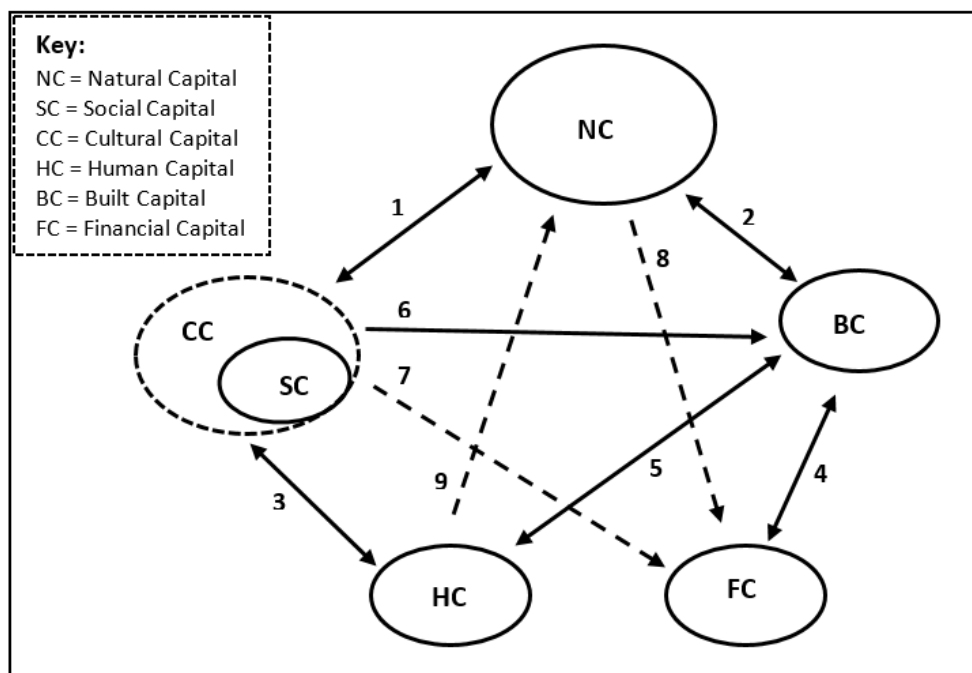 Key:
NC = Natural Capital
SC = Social Capital
CC = Cultural Capital
HC = Human Capital
BC = Built Capital
FC = Financial Capital
NC
1
2
8
CC
6
BC
SC
7
9
5
4
3
HC
FC